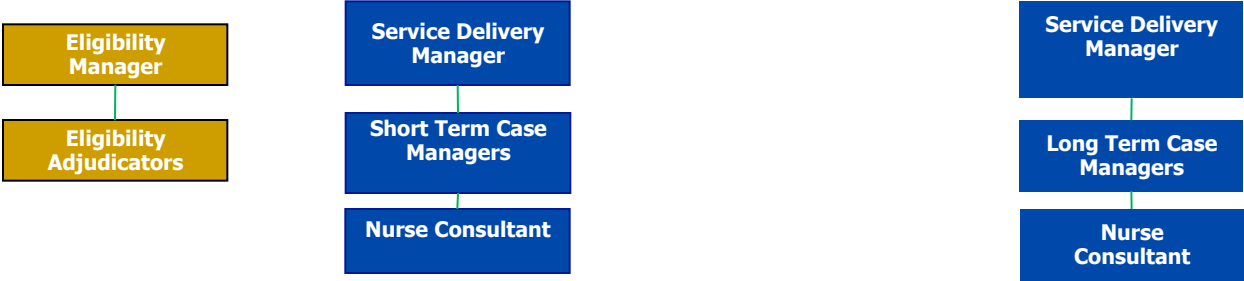 Eligibility
Manager
Eligibility
Adjudicators
Service Delivery
Manager
Short Term Case
Managers
Nurse Consultant
Service Delivery
Manager
Long Term Case
Managers
Nurse
Consultant